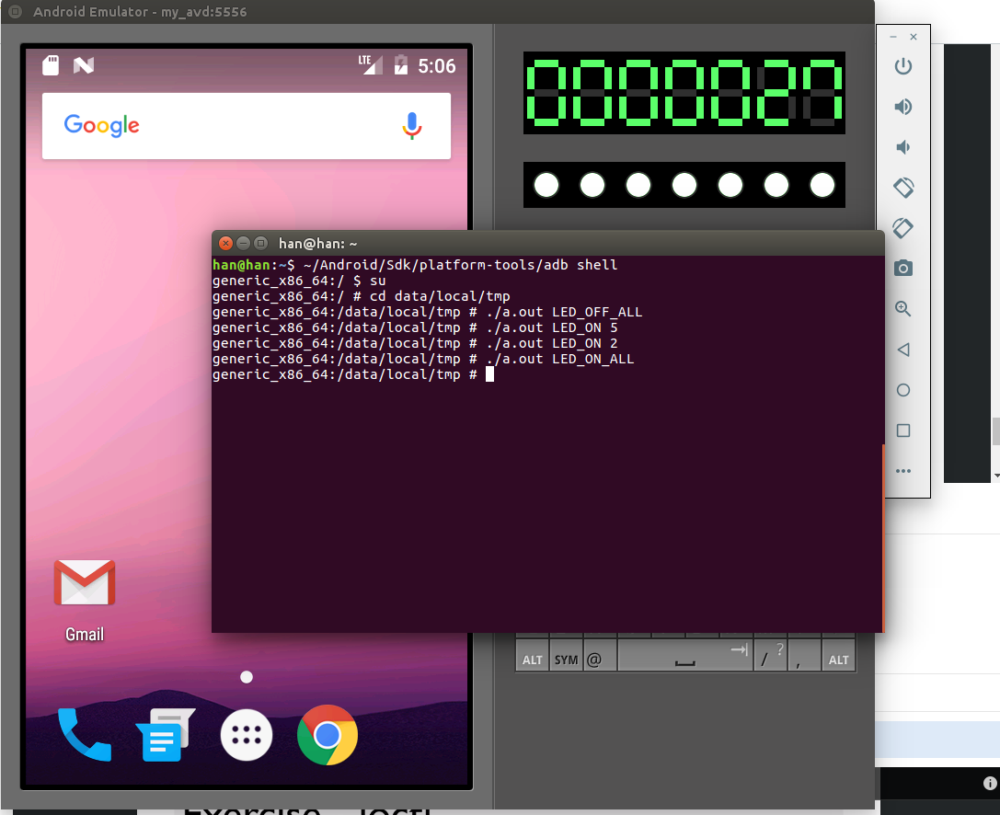 Android Emulator - my_avd:5556
LTE
5:06
Google
0000027
han@han: ~
han@han:~$ ~/Android/Sdk/platform-tools/adb shell
generic_x86_64:/ $ su
generic_x86_64:/ # cd data/local/tmp
generic_x86_64:/data/local/tmp # ./a.out LED_OFF_ALL
generic_x86_64:/data/local/tmp # ./a.out LED_ON 5
generic_x86_64:/data/local/tmp # ./a.out LED_ON 2
generic_x86_64:/data/local/tmp # ./a.out LED_ON_ALL
generic_x86_64:/data/local/tmp #
Gmail
ALT SYM @ / ? , ALT